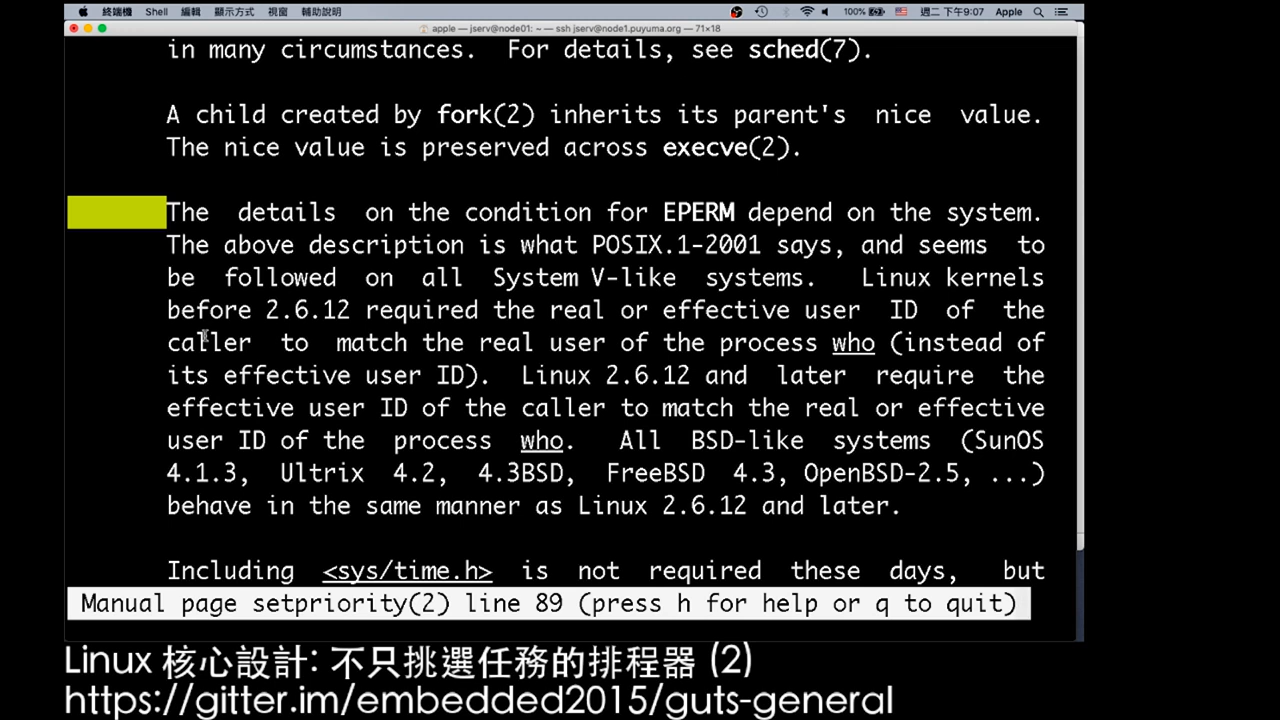 終端機 Shell 編輯 顯示方式 視窗 輔助說明 100% 週二 下午9:07 Apple
apple — jserv@node01: ~ — ssh jserv@node1.puyuma.org — 71×18
in many circumstances. For details, see sched(7).
A child created by fork(2) inherits its parent's nice value.
The nice value is preserved across execve(2).
The details on the condition for EPERM depend on the system.
The above description is what POSIX.1-2001 says, and seems to
be followed on all System V-like systems. Linux kernels
before 2.6.12 required the real or effective user ID of the
caller to match the real user of the process who (instead of
its effective user ID). Linux 2.6.12 and later require the
effective user ID of the caller to match the real or effective
user ID of the process who. All BSD-like systems (SunOS
4.1.3, Ultrix 4.2, 4.3BSD, FreeBSD 4.3, OpenBSD-2.5, ...)
behave in the same manner as Linux 2.6.12 and later.
Including <sys/time.h> is not required these days, but
Manual page setpriority(2) line 89 (press h for help or q to quit)
Linux 核心設計: 不只挑選任務的排程器 (2)
https://gitter.im/embedded2015/guts-general